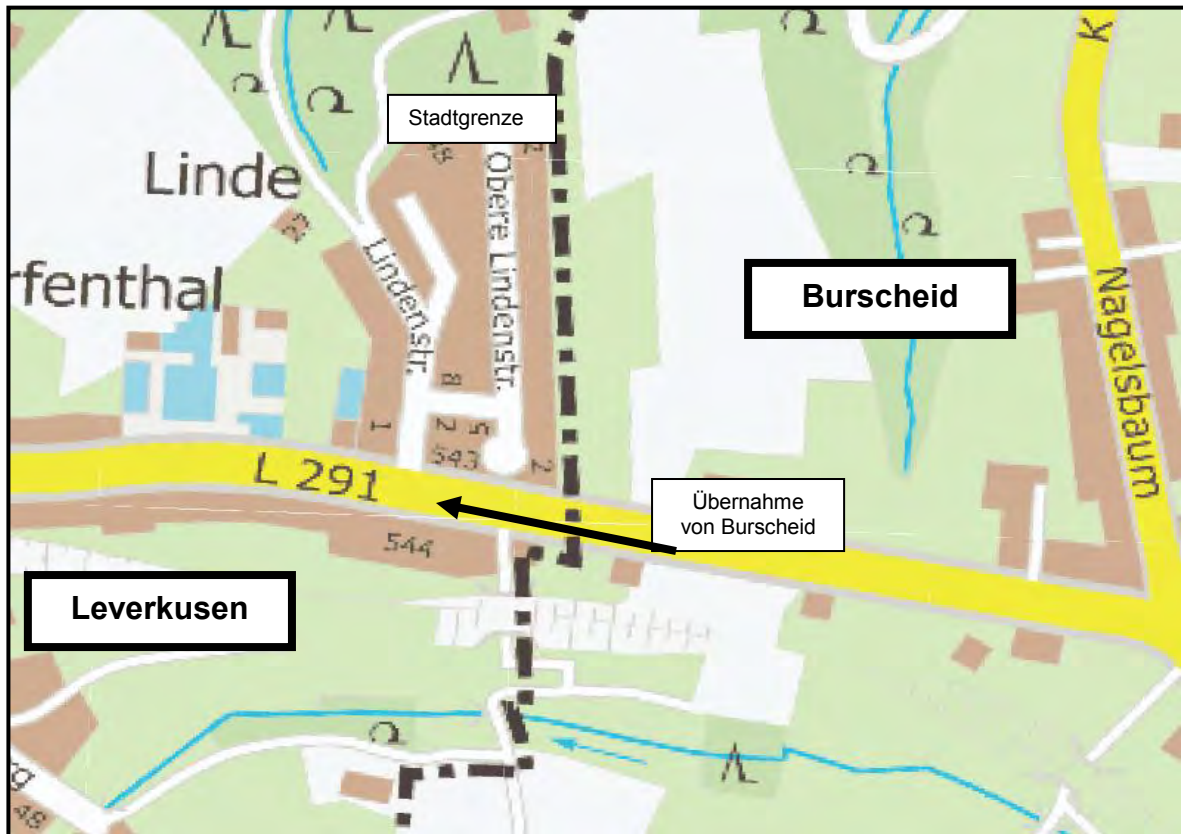 K
Stadtgrenze
Linde
Obere Lindenstr.
Lindenstr.
rfenthal
Burscheid
Nagelsbaum
8
1
2
5
543
2
L 291
Übernahme
von Burscheid
544
Leverkusen
g
48